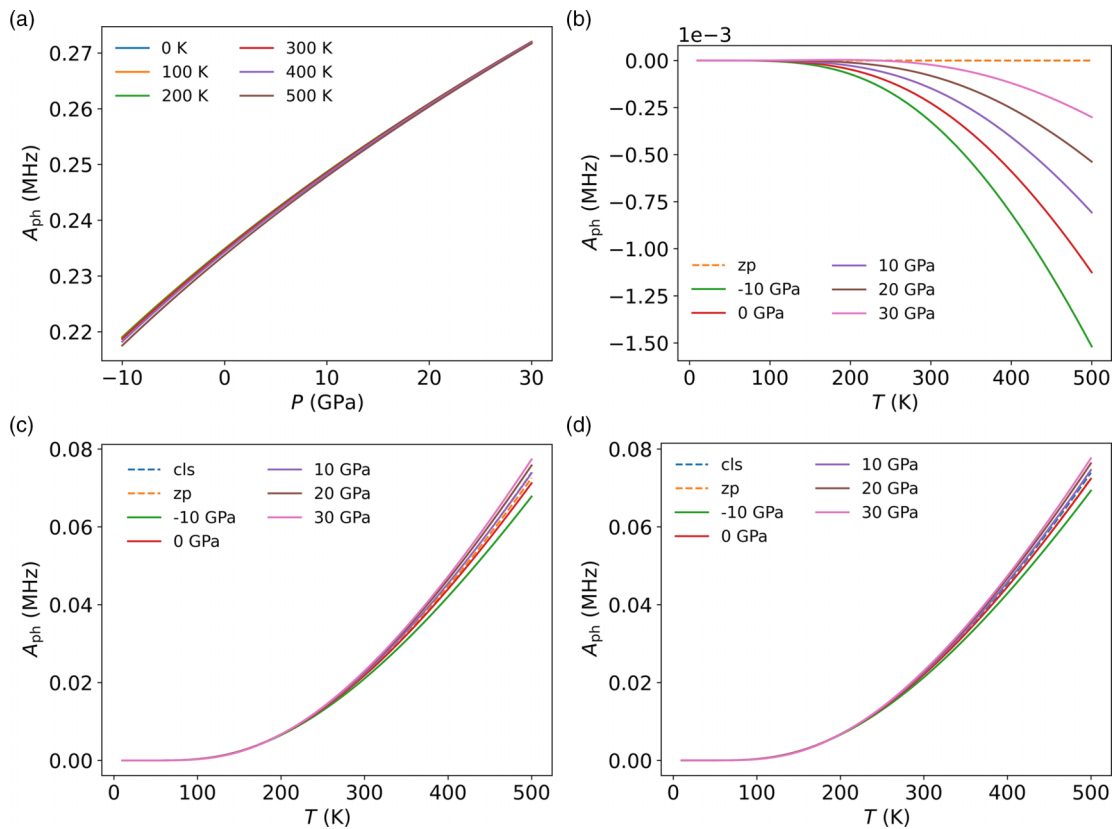 (a)
0.27
0.26
0.25
0.24
0.23
0.22
A_ph (MHz)
0 K
100 K
200 K
300 K
400 K
500 K
−10
0
10
20
30
P (GPa)
(b)
1e−3
0.00
−0.25
−0.50
−0.75
−1.00
−1.25
−1.50
A_ph (MHz)
zp
-10 GPa
0 GPa
10 GPa
20 GPa
30 GPa
0
100
200
300
400
500
T (K)
(c)
0.08
0.06
0.04
0.02
0.00
A_ph (MHz)
cls
zp
-10 GPa
0 GPa
10 GPa
20 GPa
30 GPa
0
100
200
300
400
500
T (K)
(d)
0.08
0.06
0.04
0.02
0.00
A_ph (MHz)
cls
zp
-10 GPa
0 GPa
10 GPa
20 GPa
30 GPa
0
100
200
300
400
500
T (K)